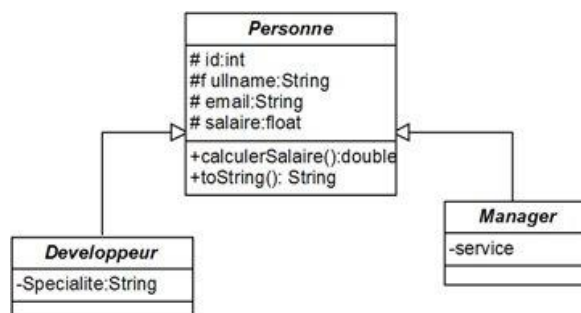 Personne
# id:int
#f ullname:String
# email:String
# salaire:float
+calculerSalaire():double
+toString(): String
Developpeur
-Specialite:String
Manager
-service